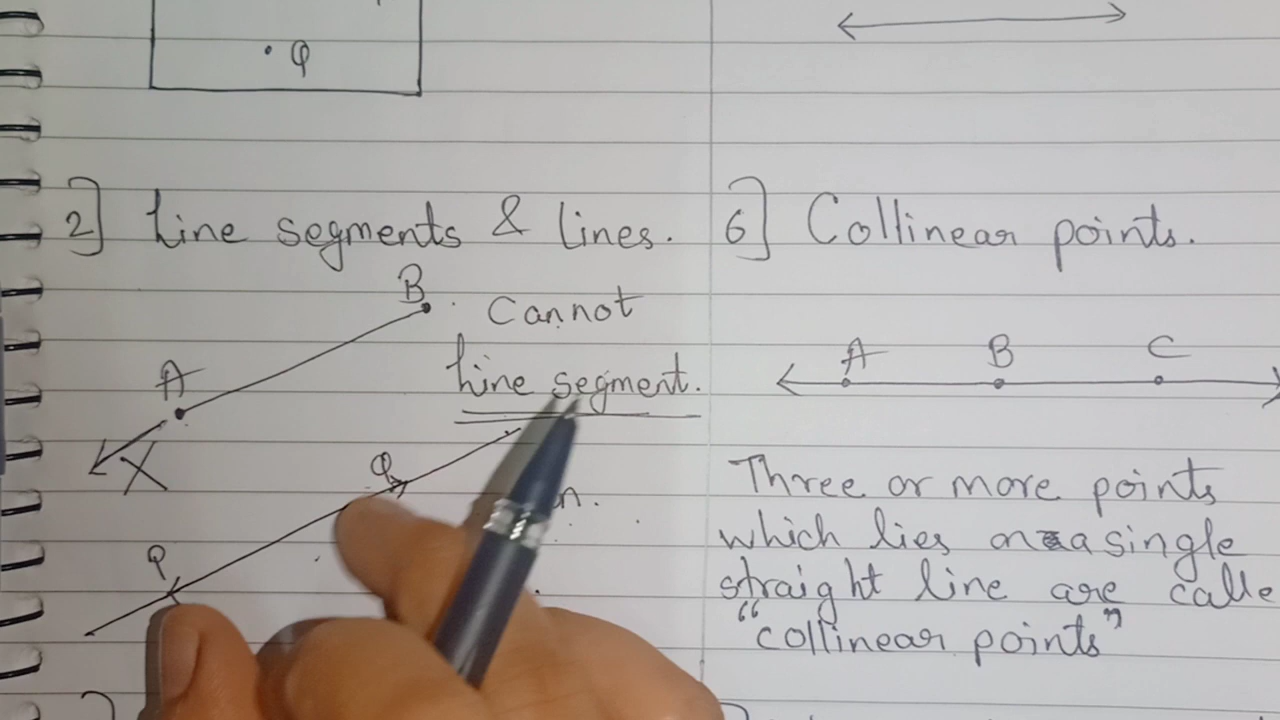 Q
2] Line segments & lines.
B
Cannot
A
Line segment.
X
Q
n.
P
6] Collinear points.
A B C
Three or more points
which lies on a single
straight line are calle
"collinear points"